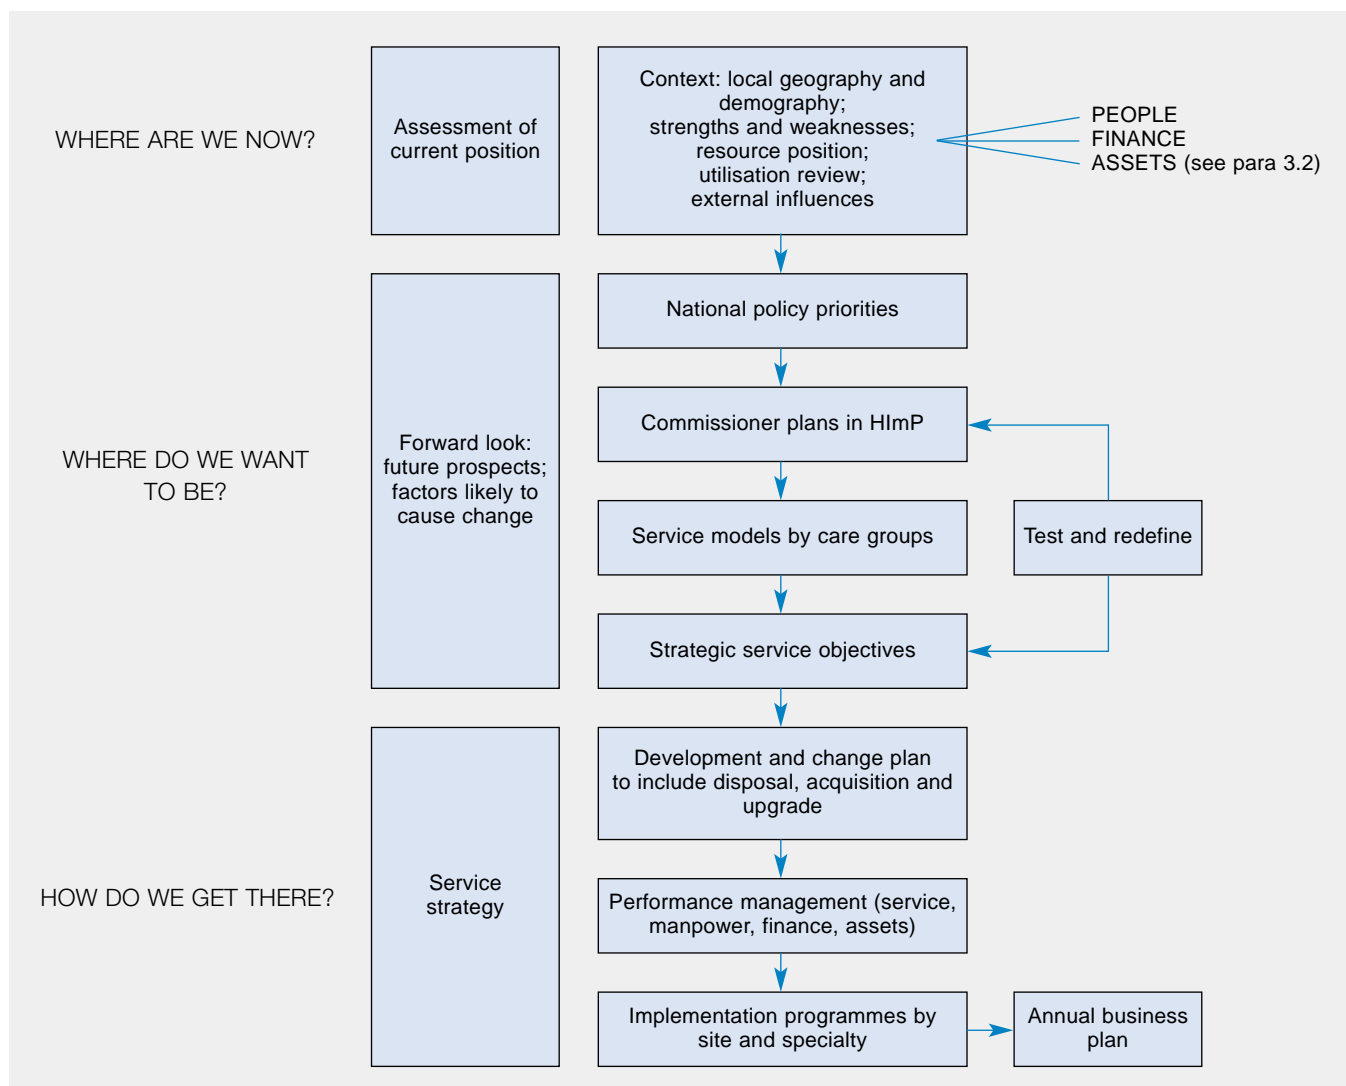 WHERE ARE WE NOW?
Assessment of
current position
Context: local geography and
demography;
strengths and weaknesses;
resource position;
utilisation review;
external influences
PEOPLE
FINANCE
ASSETS (see para 3.2)
WHERE DO WE WANT
TO BE?
Forward look:
future prospects;
factors likely to
cause change
National policy priorities
Commissioner plans in HImP
Service models by care groups
Test and redefine
Strategic service objectives
HOW DO WE GET THERE?
Service
strategy
Development and change plan
to include disposal, acquisition and
upgrade
Performance management (service,
manpower, finance, assets)
Implementation programmes by
site and specialty
Annual business
plan